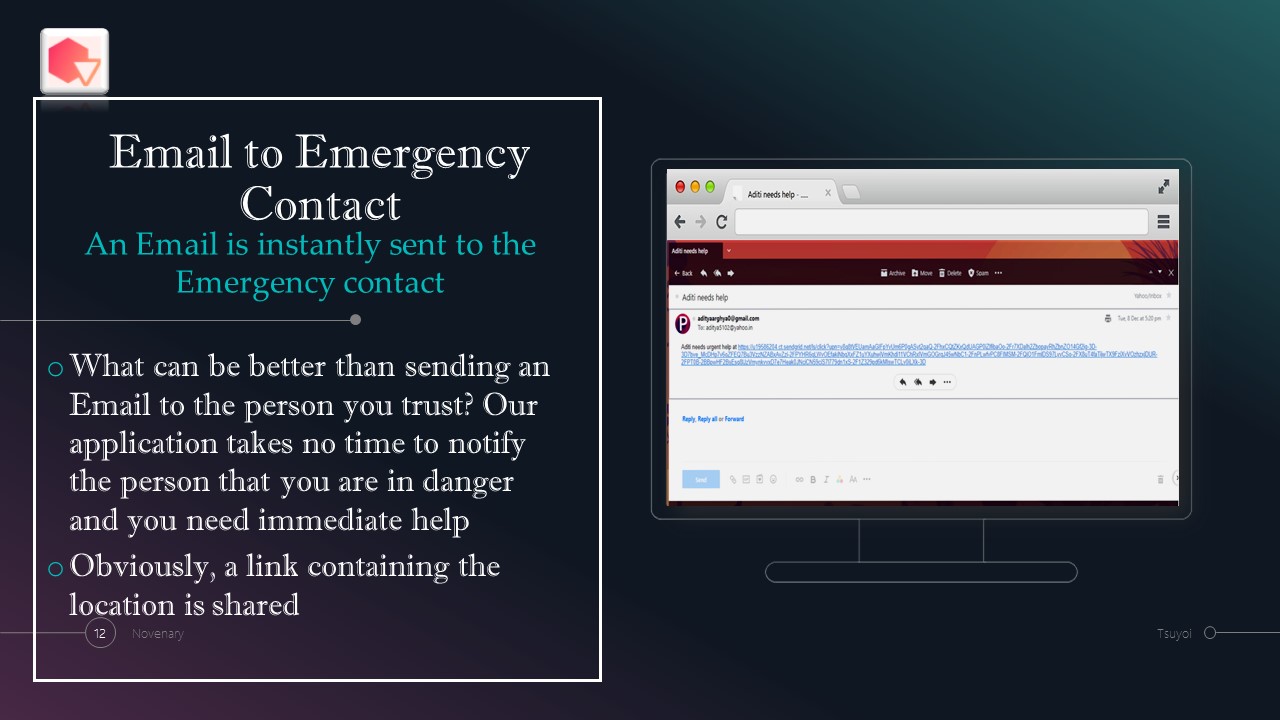 Email to Emergency
Contact
An Email is instantly sent to the
Emergency contact
What can be better than sending an
Email to the person you trust? Our
application takes no time to notify
the person that you are in danger
and you need immediate help
Obviously, a link containing the
location is shared
12 Novenary
Aditi needs help - ....
Aditi needs help
Back Archive Move Delete Spam
Aditi needs help Yahoo/Inbox
P adityaarghya0@gmail.com Tue, 8 Dec at 5:20 pm
To: aditya5102@yahoo.in
Aditi needs urgent help at
Reply, Reply all or Forward
Send B I AA
Tsuyoi